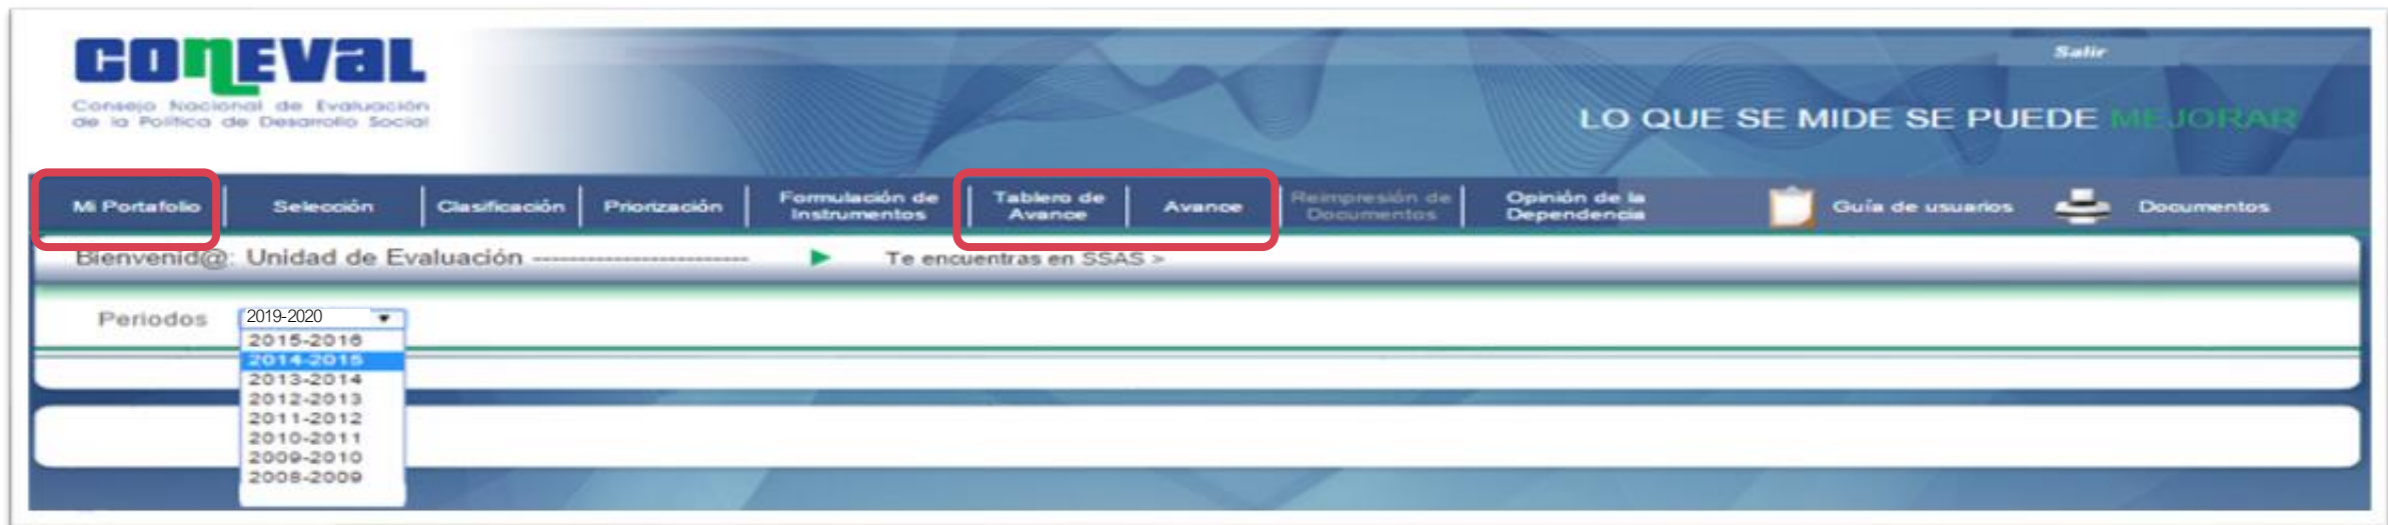 CONEVAL
Consejo Nacional de Evaluación
de la Política de Desarrollo Social
Salir
LO QUE SE MIDE SE PUEDE MEJORAR
Mi Portafolio
Selección
Clasificación
Priorización
Formulación de
Instrumentos
Tablero de
Avance
Avance
Reimpresión de
Documentos
Opinión de la
Dependencia
Guía de usuarios
Documentos
Bienvenid@: Unidad de Evaluación ------------------------
Te encuentras en SSAS >
Periodos
2019-2020
2015-2016
2014-2015
2013-2014
2012-2013
2011-2012
2010-2011
2009-2010
2008-2009